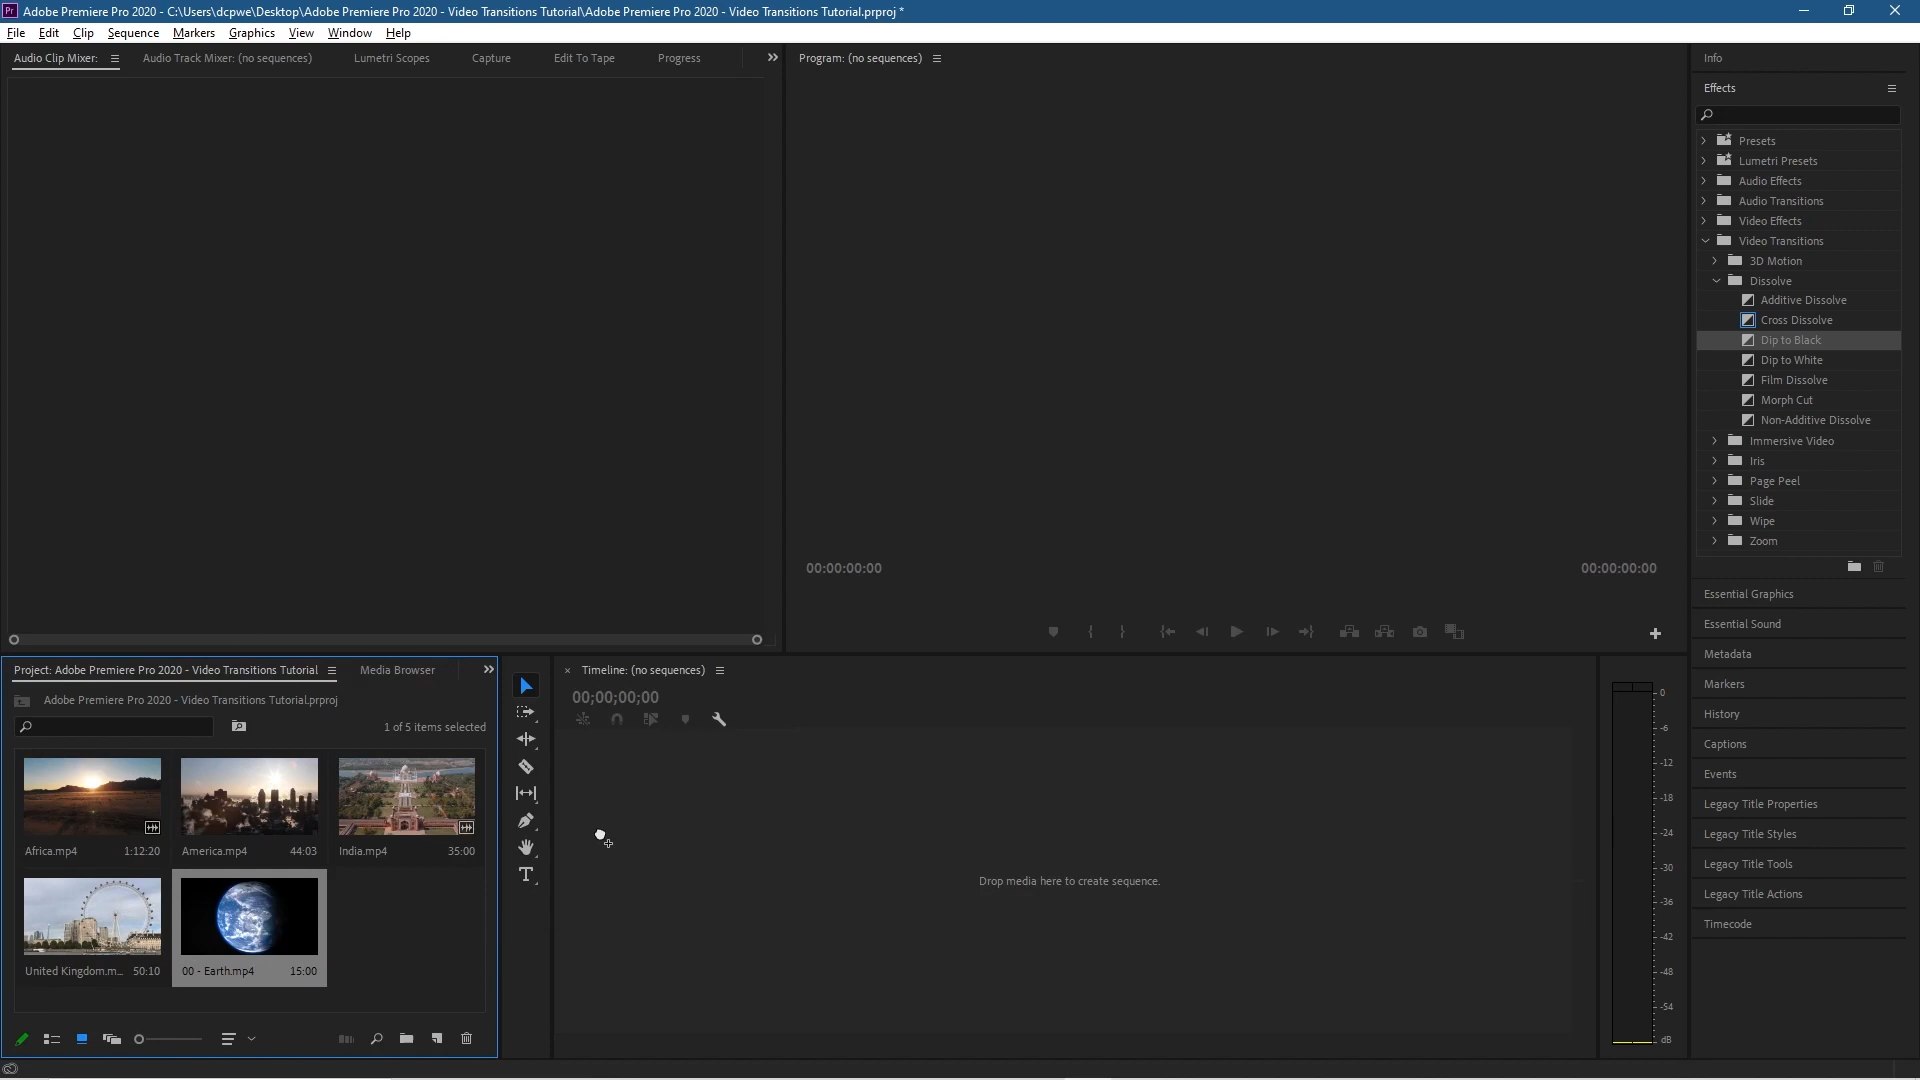 Pr Adobe Premiere Pro 2020 - C:\Users\dcpwe\Desktop\Adobe Premiere Pro 2020 - Video Transitions Tutorial\Adobe Premiere Pro 2020 - Video Transitions Tutorial.prproj *
File Edit Clip Sequence Markers Graphics View Window Help
Audio Clip Mixer: Audio Track Mixer: (no sequences) Lumetri Scopes Capture Edit To Tape Progress
Program: (no sequences)
00:00:00:00 00:00:00:00
Info
Effects
Presets
Lumetri Presets
Audio Effects
Audio Transitions
Video Effects
Video Transitions
3D Motion
Dissolve
Additive Dissolve
Cross Dissolve
Dip to Black
Dip to White
Film Dissolve
Morph Cut
Non-Additive Dissolve
Immersive Video
Iris
Page Peel
Slide
Wipe
Zoom
Essential Graphics
Essential Sound
Metadata
Markers
History
Captions
Events
Legacy Title Properties
Legacy Title Styles
Legacy Title Tools
Legacy Title Actions
Timecode
Project: Adobe Premiere Pro 2020 - Video Transitions Tutorial Media Browser
Adobe Premiere Pro 2020 - Video Transitions Tutorial.prproj
1 of 5 items selected
Africa.mp4 1:12:20 America.mp4 44:03 India.mp4 35:00
United Kingdom.m... 50:10 00 - Earth.mp4 15:00
Timeline: (no sequences)
00;00;00;00
Drop media here to create sequence.
0
-6
-12
-18
-24
-30
-36
-42
-48
-54
dB